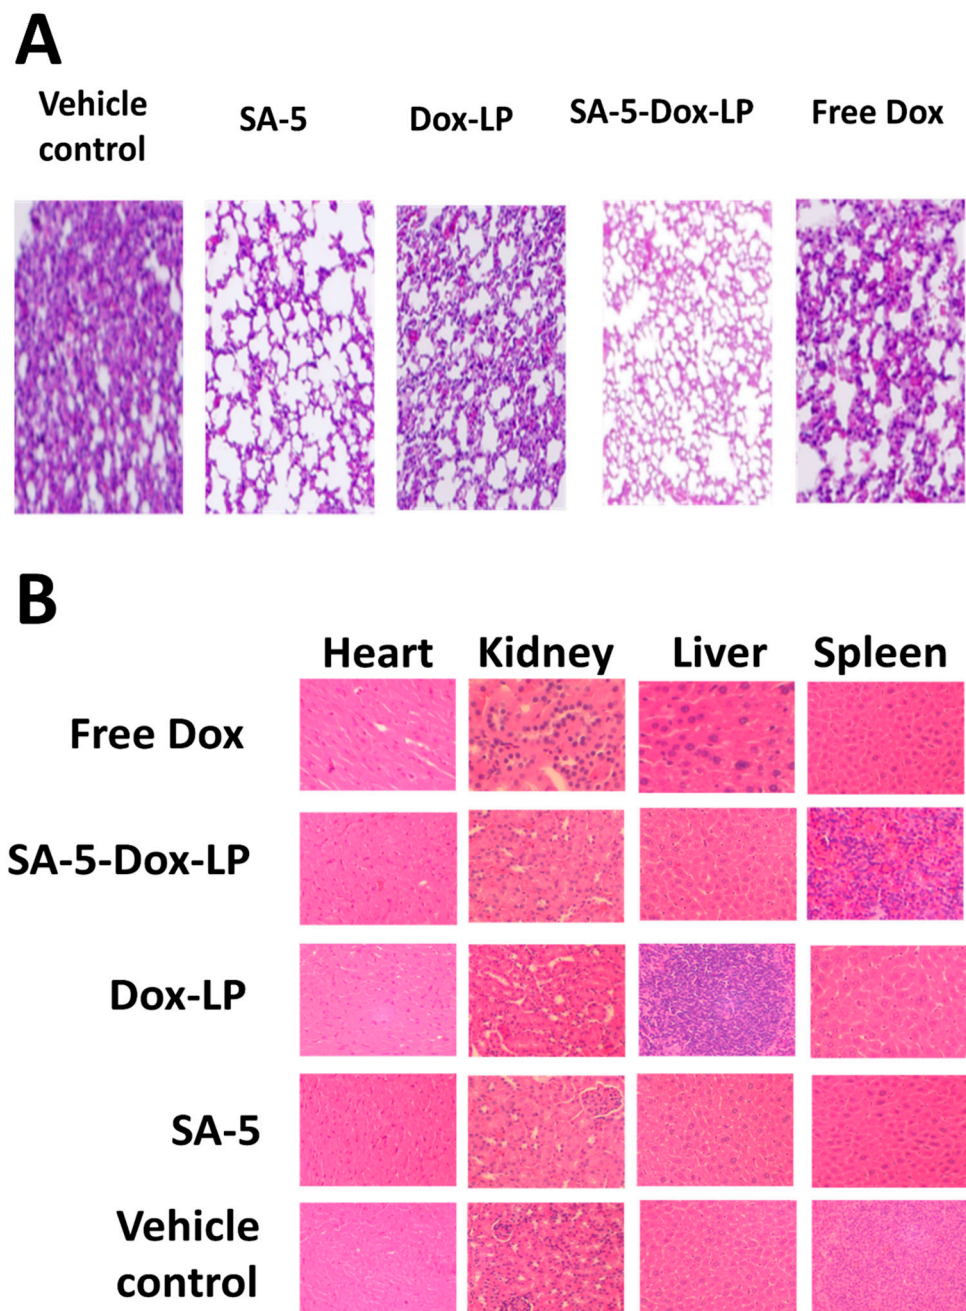 A
Vehicle
control
SA-5
Dox-LP
SA-5-Dox-LP
Free Dox
B
Heart
Kidney
Liver
Spleen
Free Dox
SA-5-Dox-LP
Dox-LP
SA-5
Vehicle
control